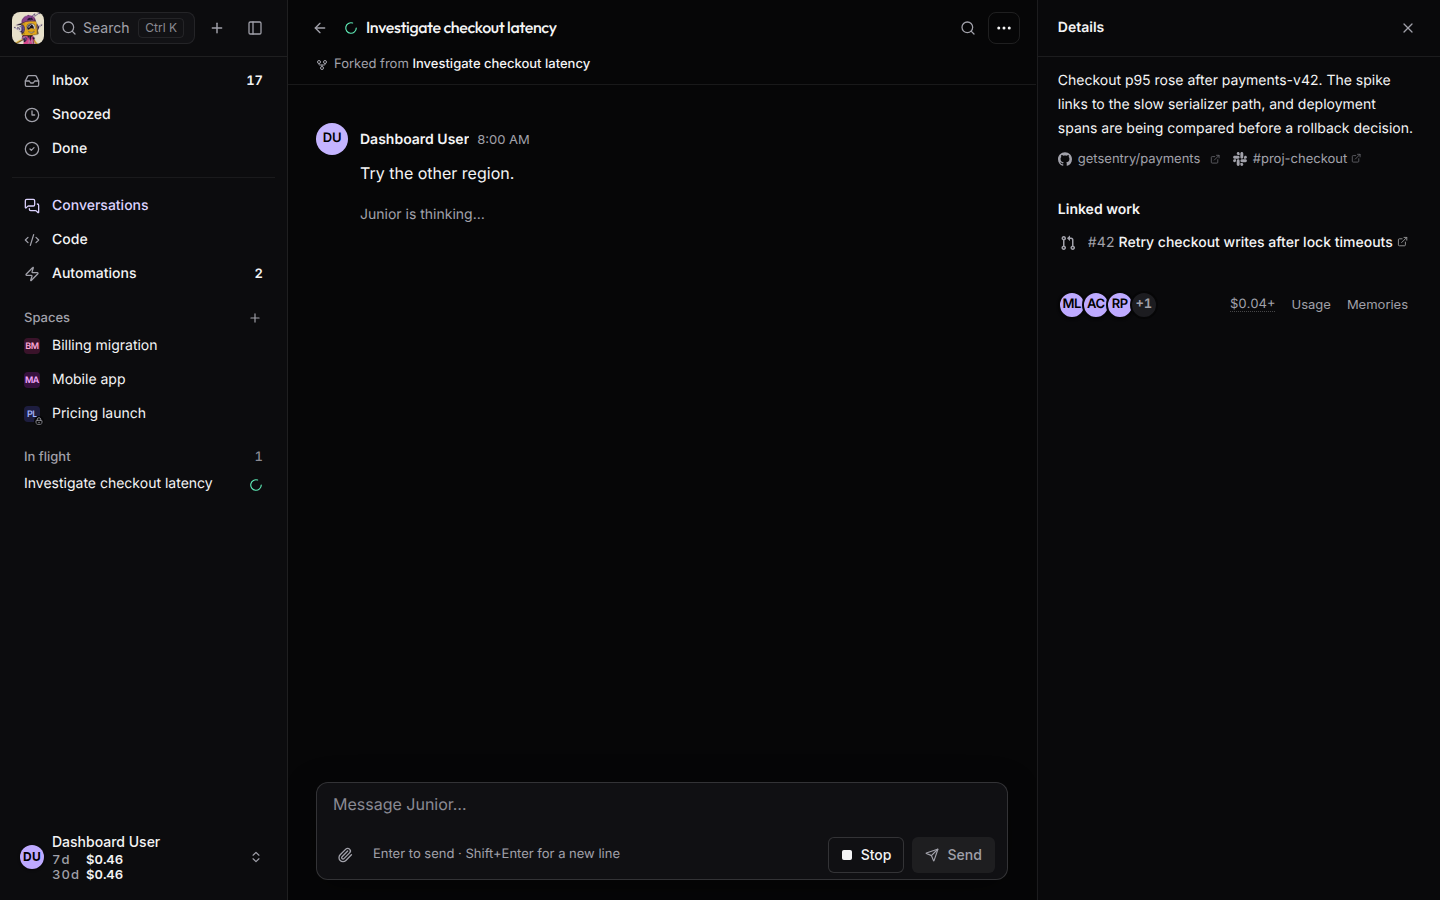 Search Ctrl K
Inbox 17
Snoozed
Done
Conversations
Code
Automations 2
Spaces
BM Billing migration
MA Mobile app
PL Pricing launch
In flight 1
Investigate checkout latency
DU Dashboard User
7d $0.46
30d $0.46
Investigate checkout latency
Forked from Investigate checkout latency
DU Dashboard User 8:00 AM
Try the other region.
Junior is thinking...
Message Junior...
Enter to send · Shift+Enter for a new line
Stop
Send
Details
Checkout p95 rose after payments-v42. The spike
links to the slow serializer path, and deployment
spans are being compared before a rollback decision.
getsentry/payments #proj-checkout
Linked work
#42 Retry checkout writes after lock timeouts
ML AC RP +1 $0.04+ Usage Memories